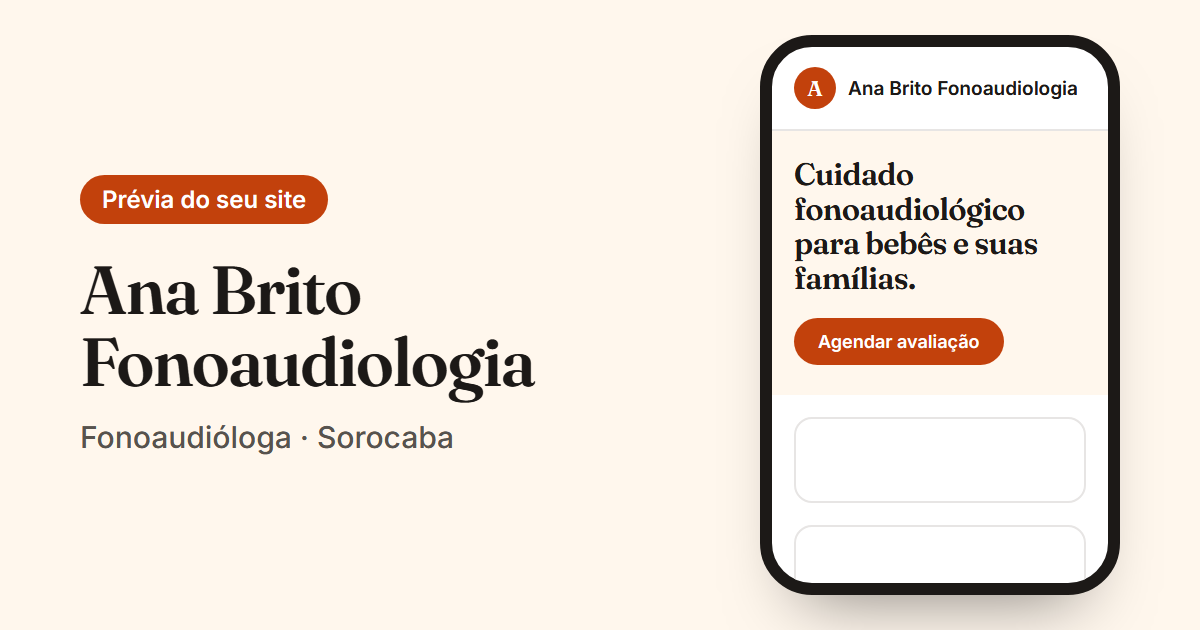 Prévia do seu site
Ana Brito
Fonoaudiologia
Fonoaudióloga · Sorocaba
A
Ana Brito Fonoaudiologia
Cuidado
fonoaudiológico
para bebês e suas
famílias.
Agendar avaliação